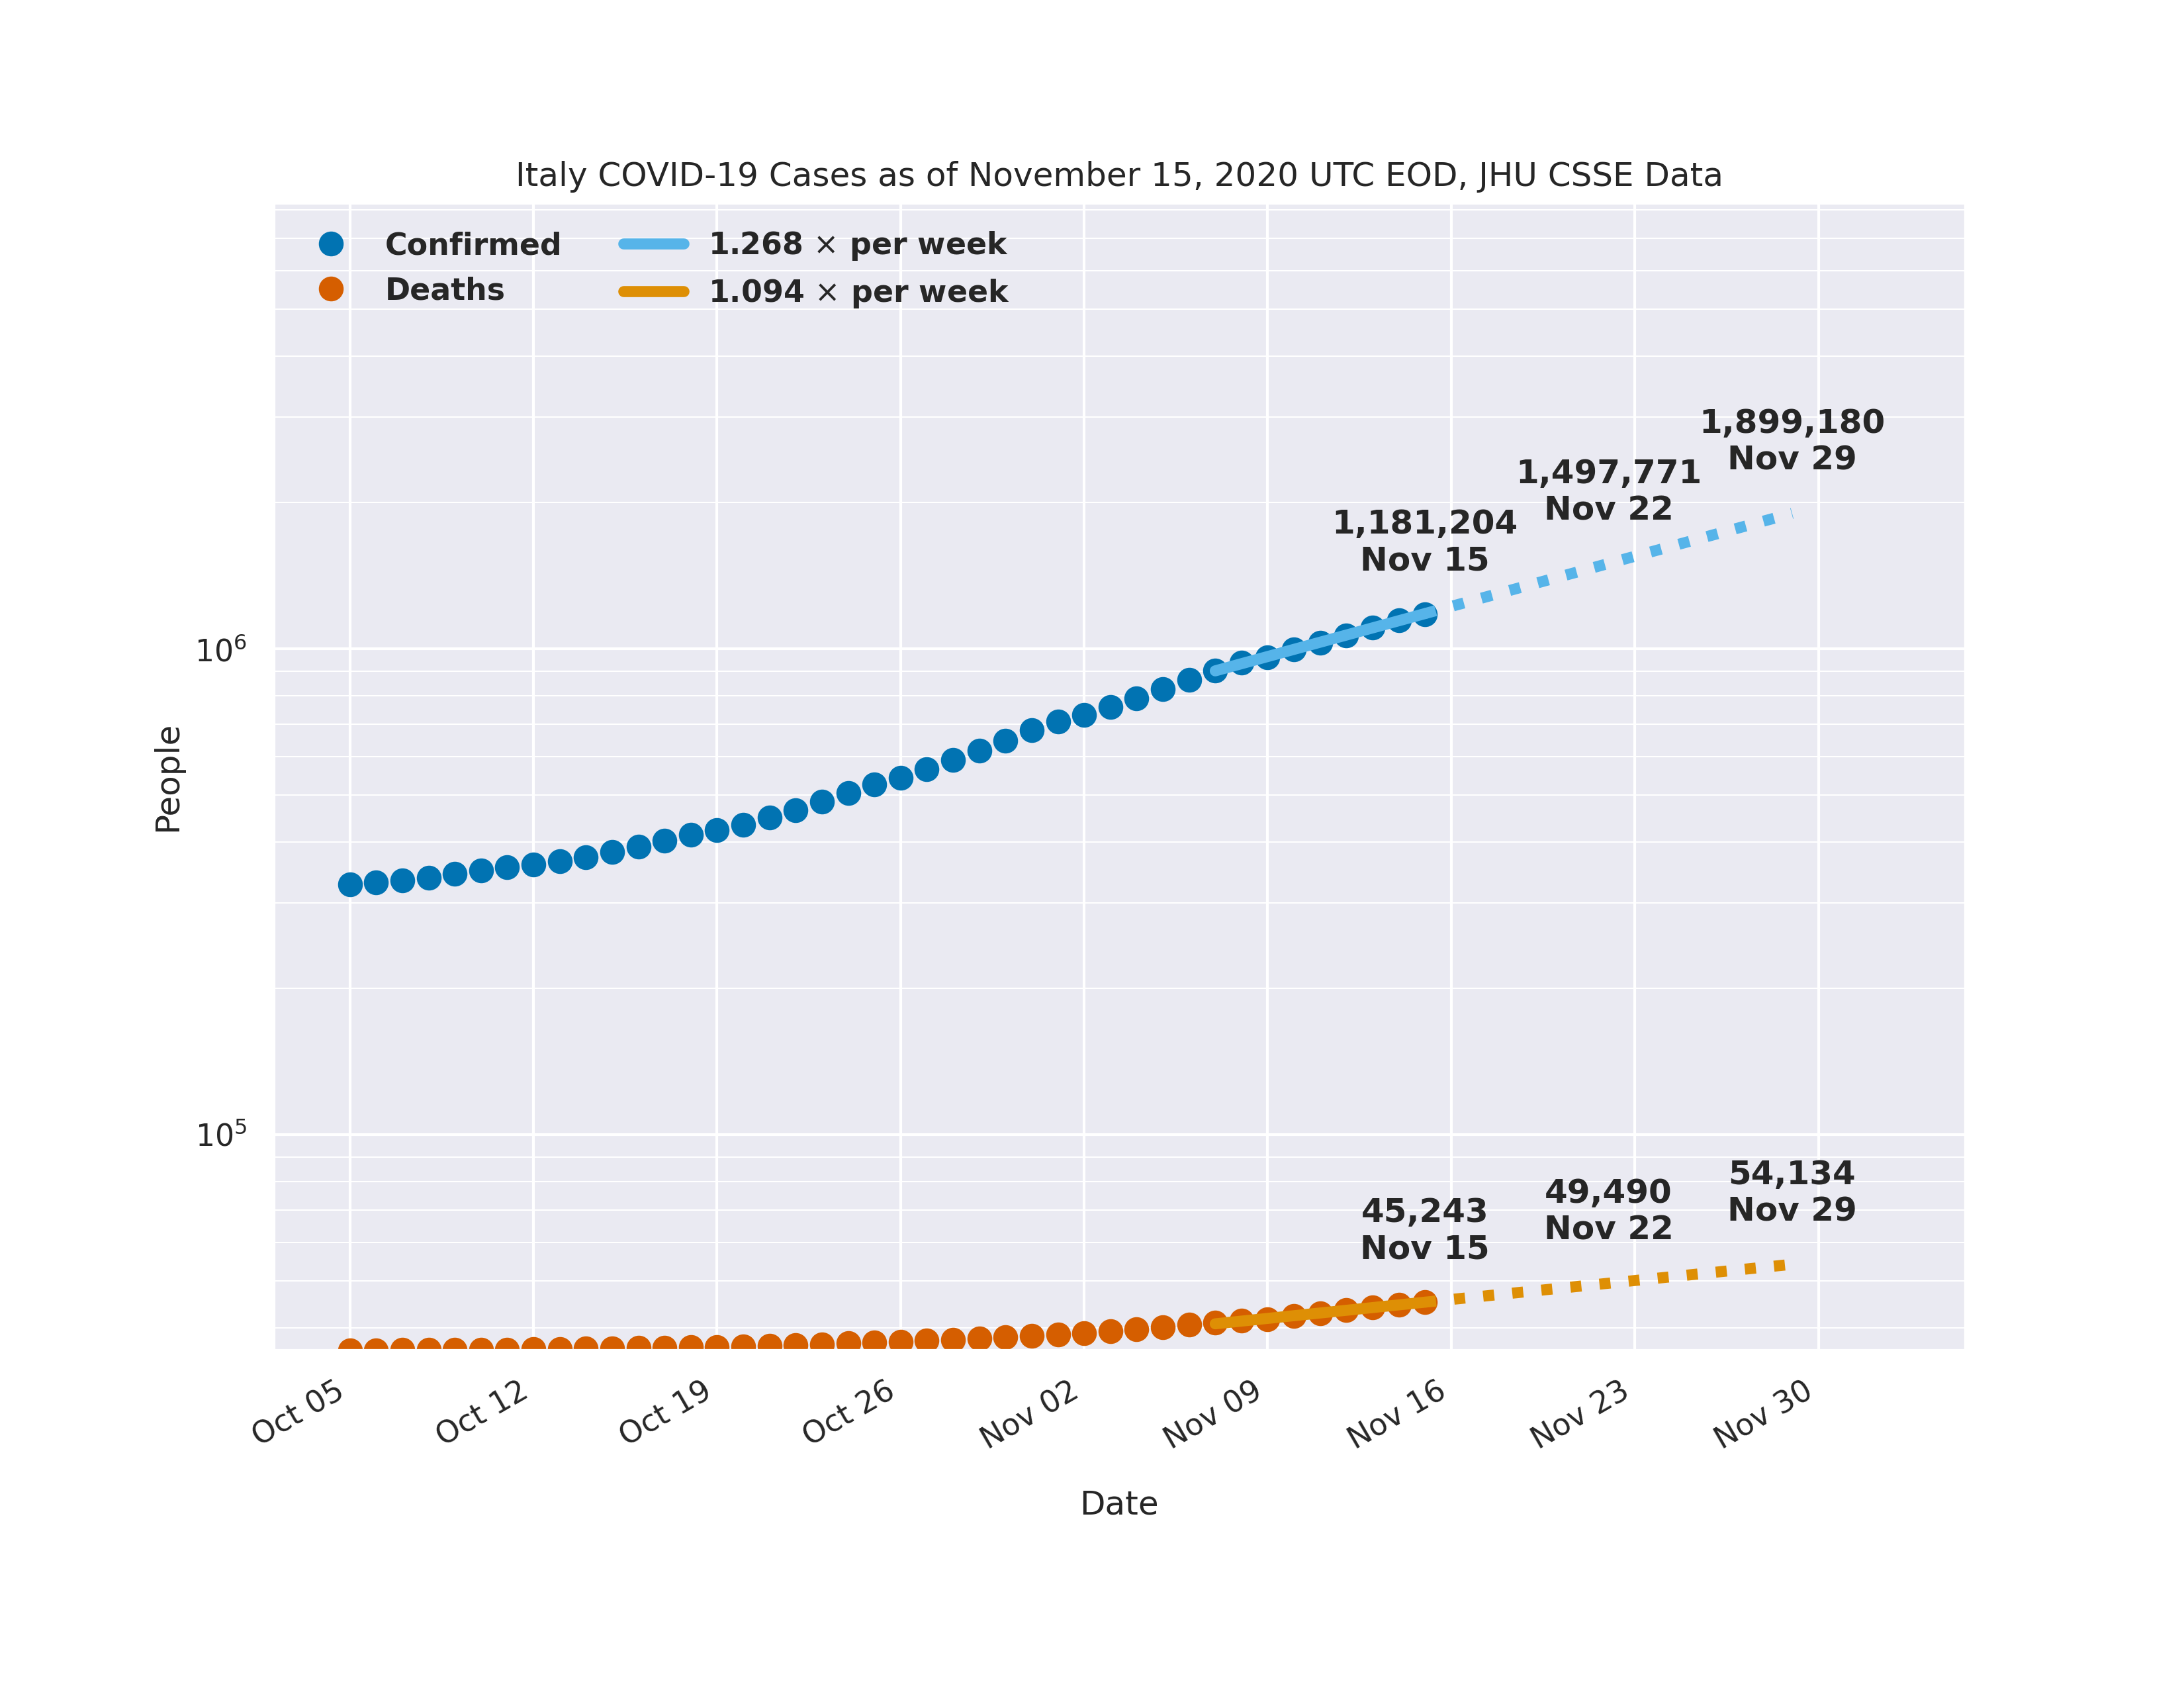 Italy COVID-19 Cases as of November 15, 2020 UTC EOD, JHU CSSE Data
Confirmed
Deaths
1.268 × per week
1.094 × per week
1,899,180
Nov 29
1,497,771
Nov 22
1,181,204
Nov 15
10⁶
People
10⁵
54,134
Nov 29
49,490
Nov 22
45,243
Nov 15
Oct 05
Oct 12
Oct 19
Oct 26
Nov 02
Nov 09
Nov 16
Nov 23
Nov 30
Date